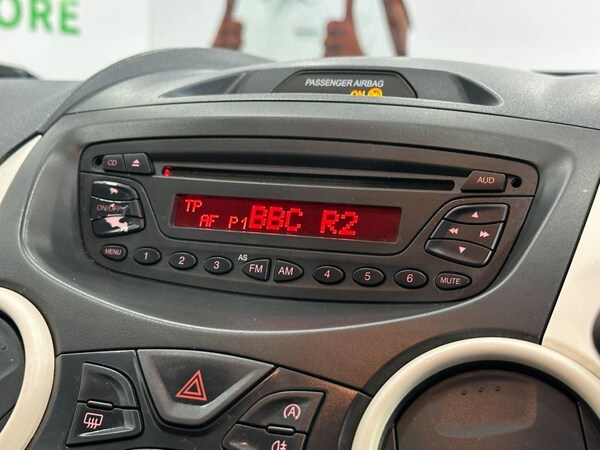 ORE
PASSENGER AIRBAG
ON
CD
AUD
ON/OFF
TP
AF P1 BBC R2
MENU 1 2 3 AS FM AM 4 5 6 MUTE
A